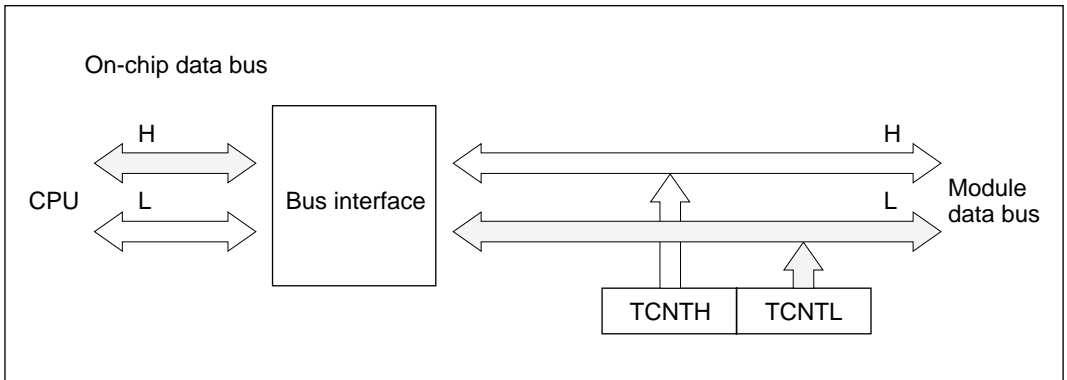 On-chip data bus
H
H
CPU
L
Bus interface
L
Module
data bus
TCNTH
TCNTL